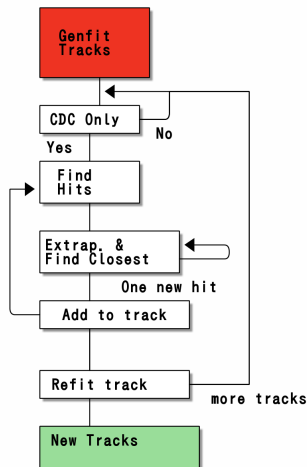 Genfit
Tracks
CDC Only
No
Yes
Find
Hits
Extrap. &
Find Closest
One new hit
Add to track
Refit track
more tracks
New Tracks